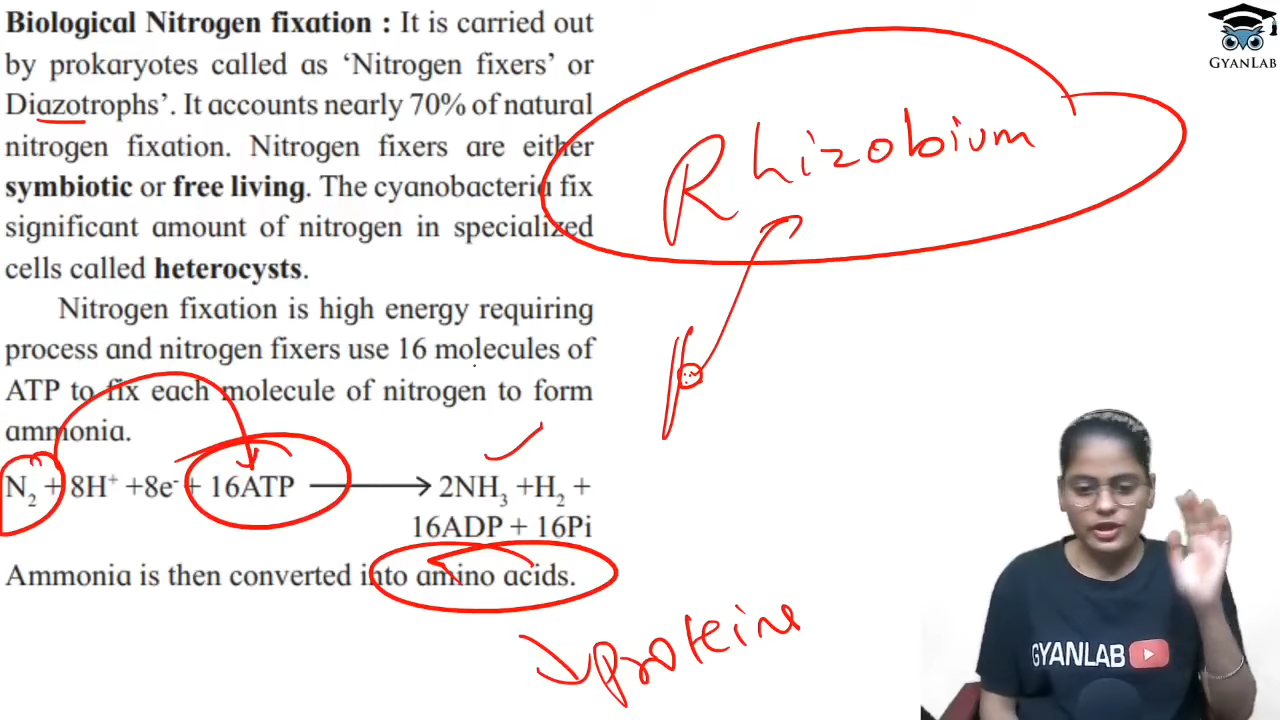 Biological Nitrogen fixation : It is carried out
by prokaryotes called as ‘Nitrogen fixers’ or
Diazotrophs’. It accounts nearly 70% of natural
nitrogen fixation. Nitrogen fixers are either
symbiotic or free living. The cyanobacteria fix
significant amount of nitrogen in specialized
cells called heterocysts.
Nitrogen fixation is high energy requiring
process and nitrogen fixers use 16 molecules of
ATP to fix each molecule of nitrogen to form
ammonia.
N₂ + 8H⁺ +8e⁻ + 16ATP ⟶ 2NH₃ +H₂ +
16ADP + 16Pi
Ammonia is then converted into amino acids.
proteins
Rhizobium
GYANLAB
GYANLAB